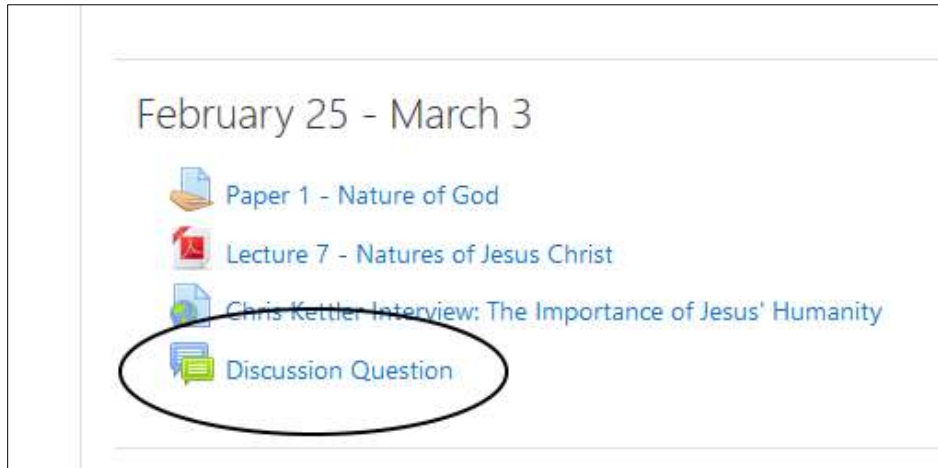 February 25 - March 3
Paper 1 - Nature of God
Lecture 7 - Natures of Jesus Christ
Chris Kettler Interview: The Importance of Jesus' Humanity
Discussion Question